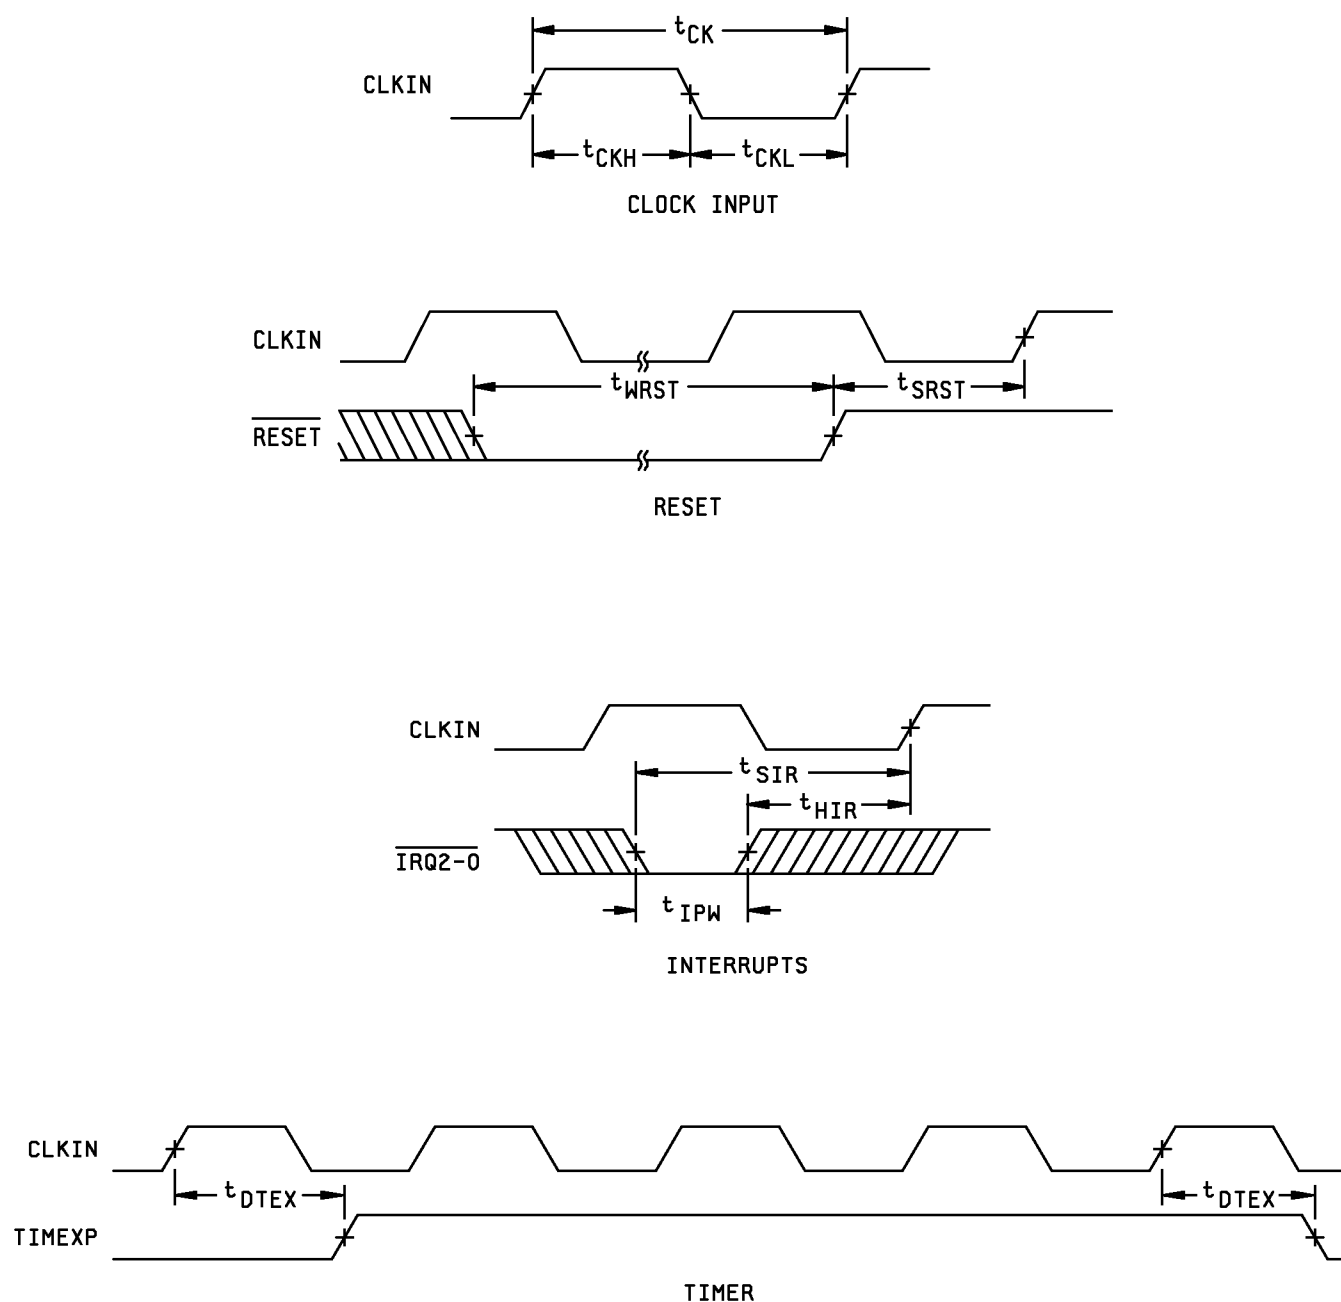 tCK
CLKIN
tCKH tCKL
CLOCK INPUT
CLKIN
tWRST tSRST
RESET
RESET
CLKIN
tSIR
tHIR
IRQ2-0
tIPW
INTERRUPTS
CLKIN
tDTEX tDTEX
TIMEXP
TIMER